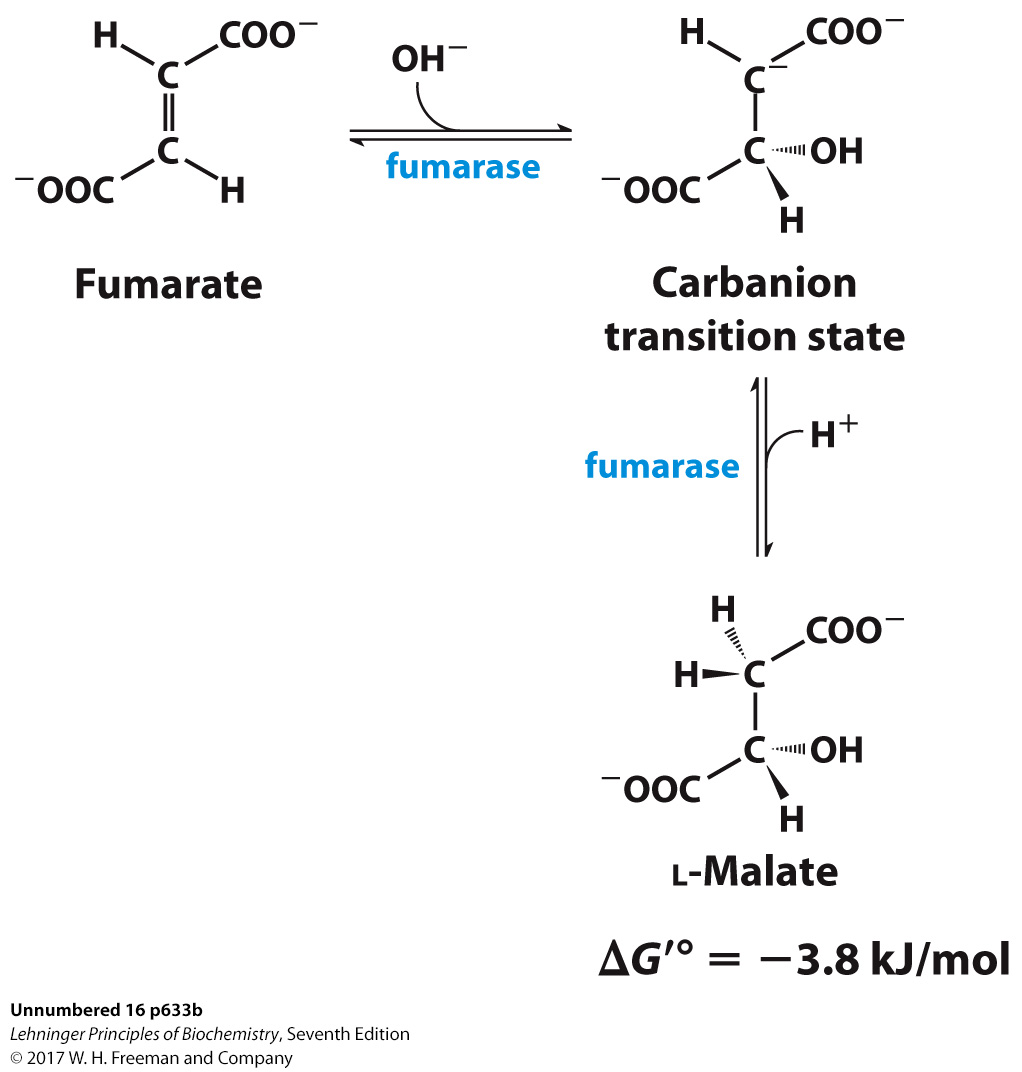 H COO⁻
C
C
⁻OOC H
Fumarate
OH⁻
fumarase
H COO⁻
C⁻
C OH
⁻OOC
H
Carbanion
transition state
fumarase
H⁺
H
COO⁻
H C
C OH
⁻OOC
H
L-Malate
ΔG′° = −3.8 kJ/mol
Unnumbered 16 p633b
Lehninger Principles of Biochemistry, Seventh Edition
© 2017 W. H. Freeman and Company